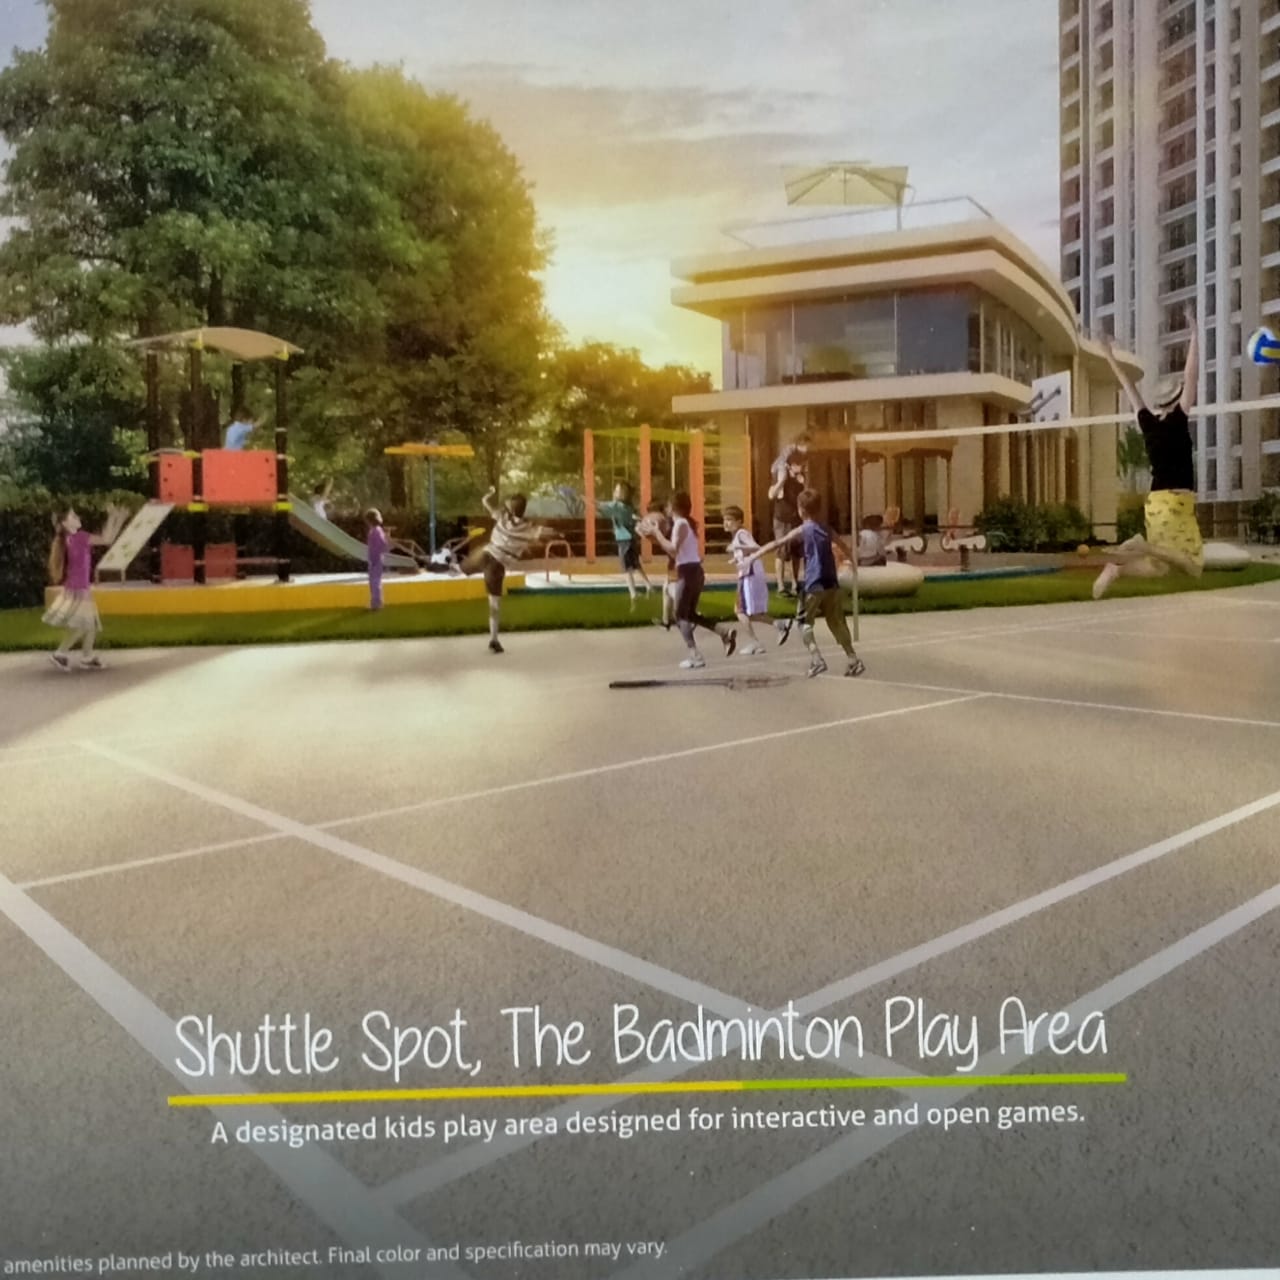 Shuttle Spot, The Badminton Play Area
A designated kids play area designed for interactive and open games.
amenities planned by the architect. Final color and specification may vary.